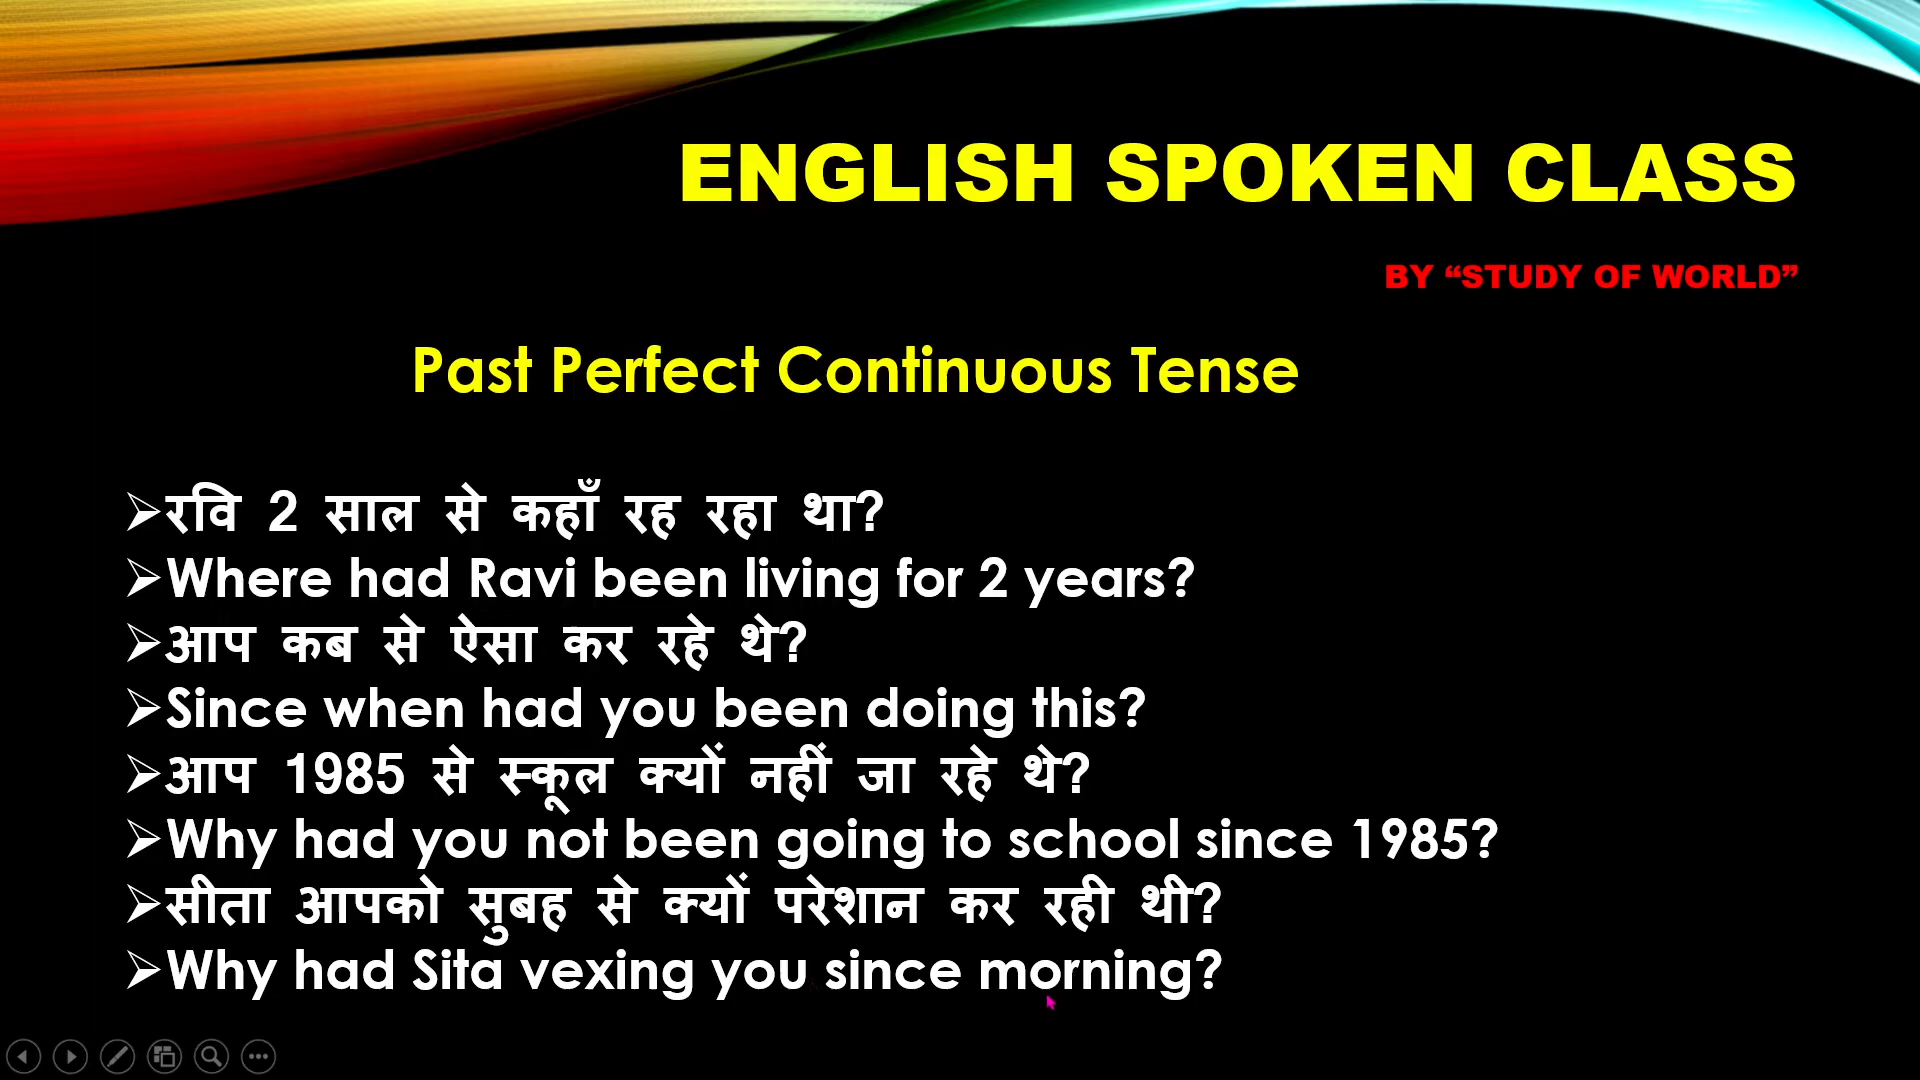 ENGLISH SPOKEN CLASS
BY “STUDY OF WORLD”
Past Perfect Continuous Tense
➢रवि 2 साल से कहाँ रह रहा था?
➢Where had Ravi been living for 2 years?
➢आप कब से ऐसा कर रहे थे?
➢Since when had you been doing this?
➢आप 1985 से स्कूल क्यों नहीं जा रहे थे?
➢Why had you not been going to school since 1985?
➢सीता आपको सुबह से क्यों परेशान कर रही थी?
➢Why had Sita vexing you since morning?